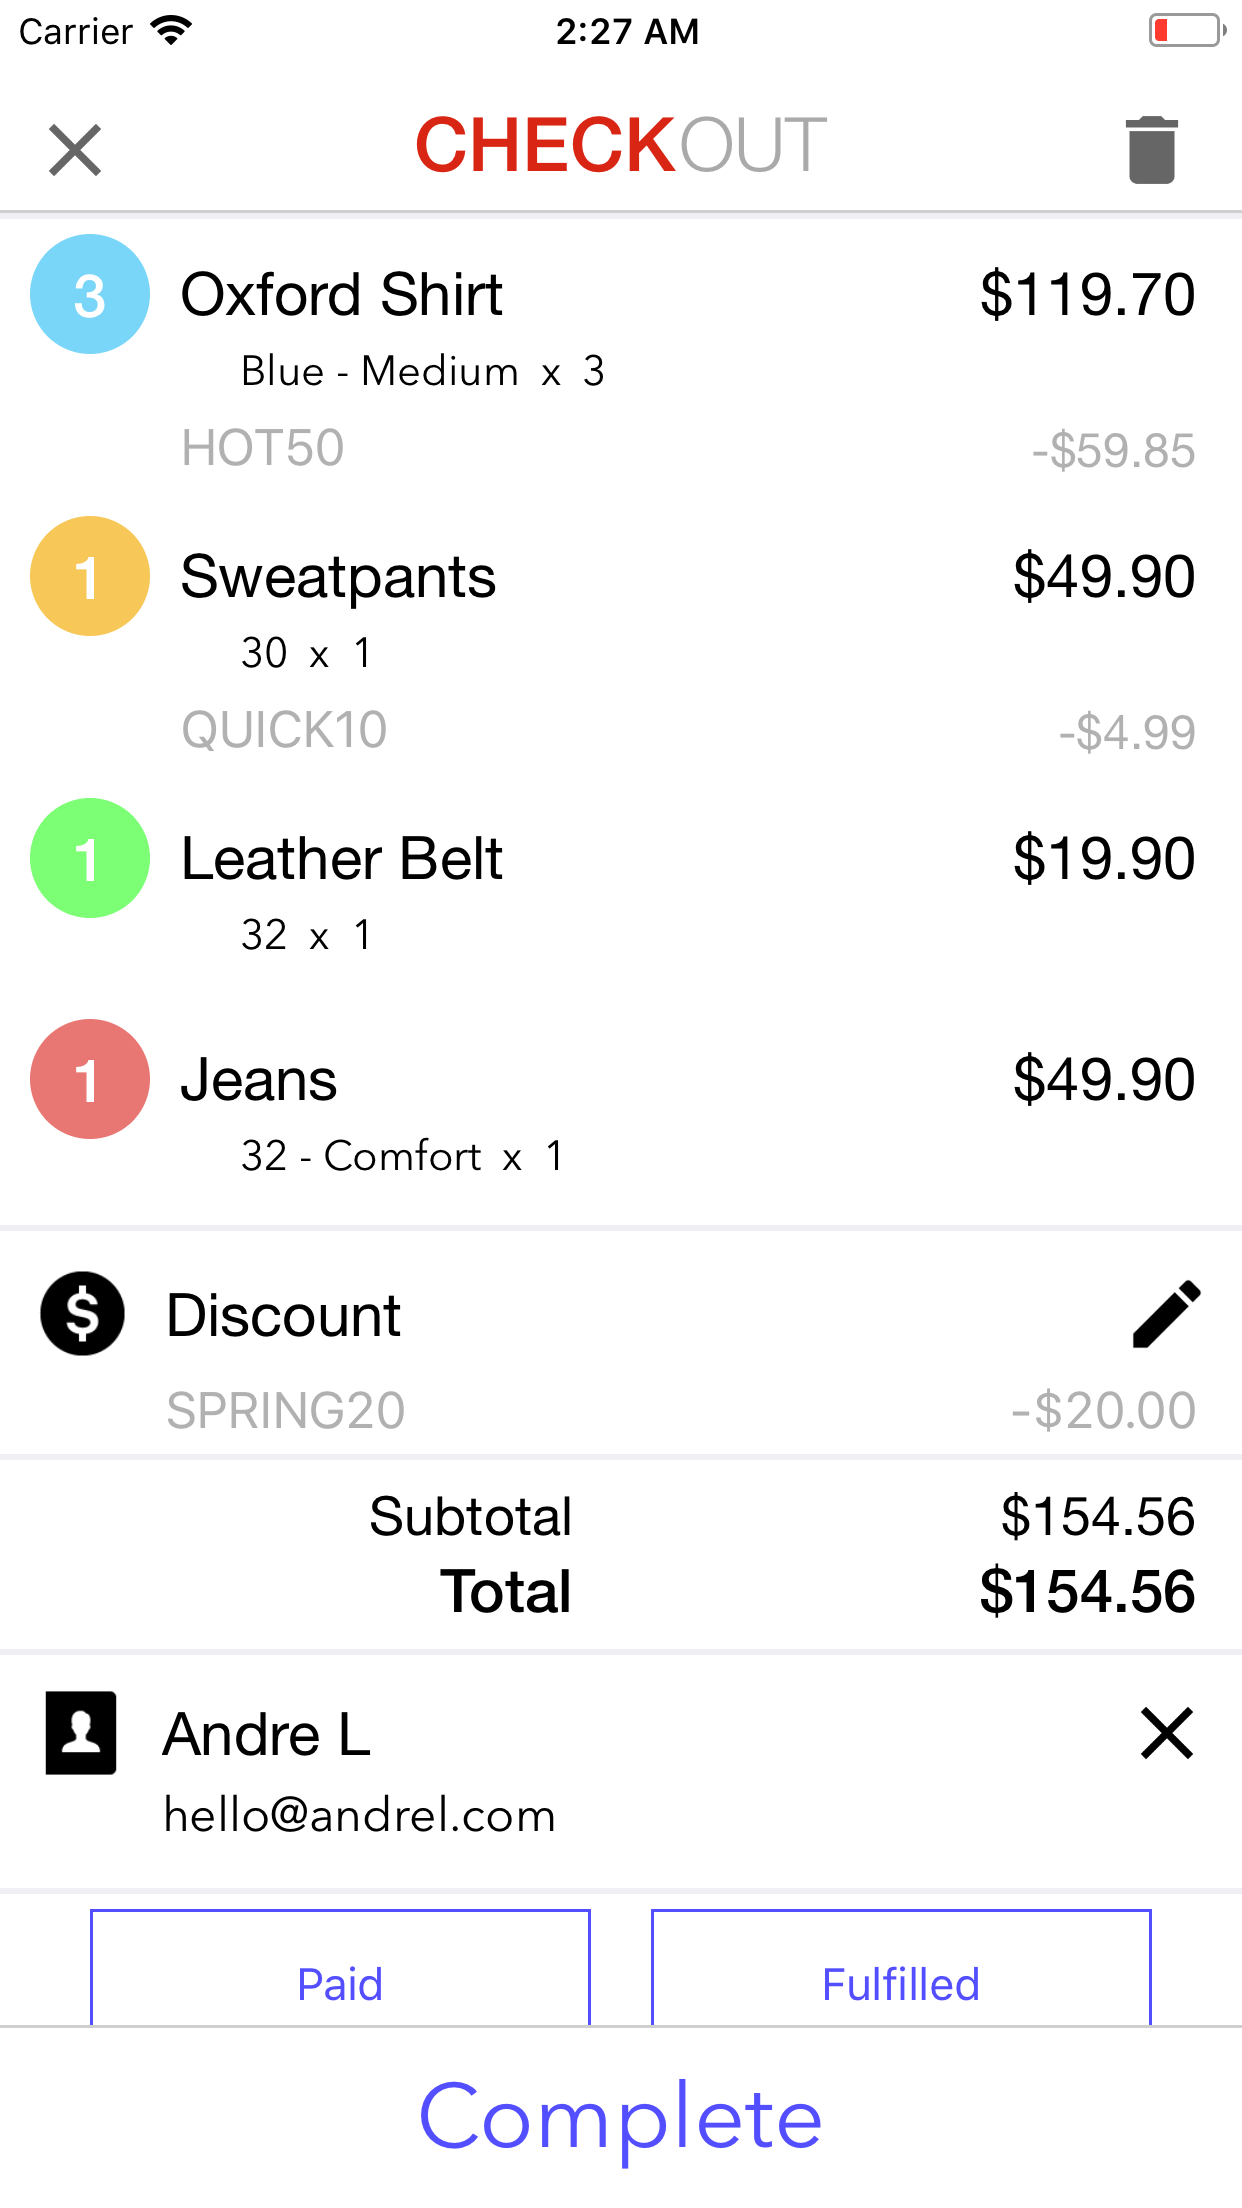 Carrier 2:27 AM
CHECKOUT
3 Oxford Shirt $119.70
Blue - Medium x 3
HOT50 -$59.85
1 Sweatpants $49.90
30 x 1
QUICK10 -$4.99
1 Leather Belt $19.90
32 x 1
1 Jeans $49.90
32 - Comfort x 1
$ Discount
SPRING20 -$20.00
Subtotal $154.56
Total $154.56
Andre L
hello@andrel.com
Paid Fulfilled
Complete